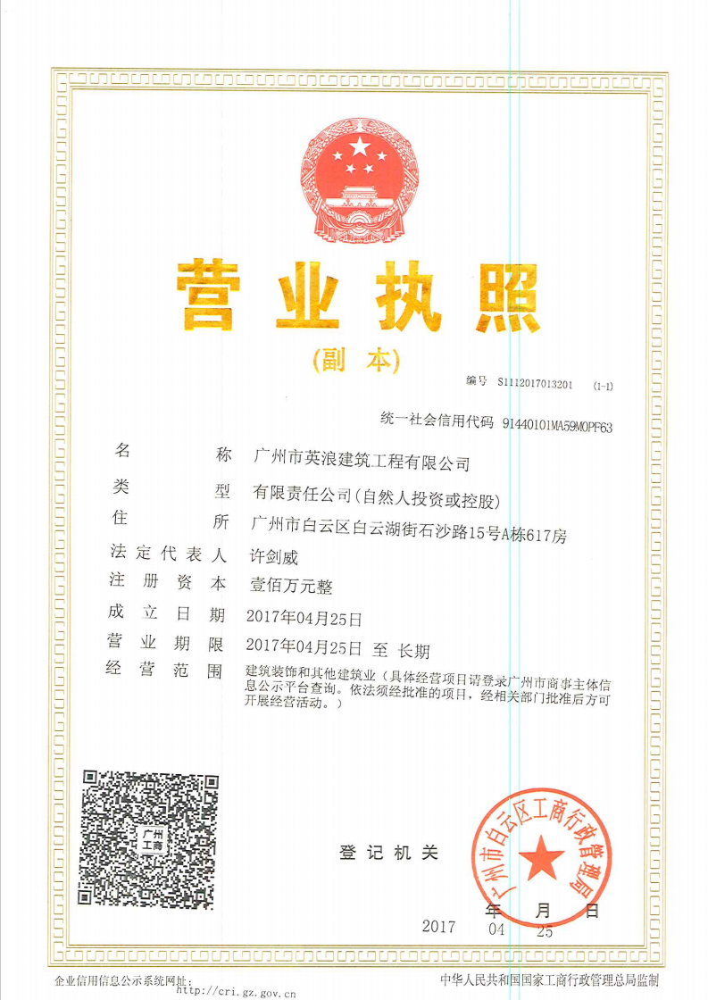 营业执照
(副 本)
编号 S1112017013201 (1-1)
统一社会信用代码 91440101MA59M0PF63
名称 广州市英浪建筑工程有限公司
类型 有限责任公司(自然人投资或控股)
住所 广州市白云区白云湖街石沙路15号A栋617房
法定代表人 许剑威
注册资本 壹佰万元整
成立日期 2017年04月25日
营业期限 2017年04月25日 至 长期
经营范围 建筑装饰和其他建筑业(具体经营项目请登录广州市商事主体信
息公示平台查询。依法须经批准的项目,经相关部门批准后方可
开展经营活动。)
广州
工商
登记机关
广州市白云区工商行政管理局
年 月 日
2017 04 25
企业信用信息公示系统网址:
http://cri.gz.gov.cn
中华人民共和国国家工商行政管理总局监制